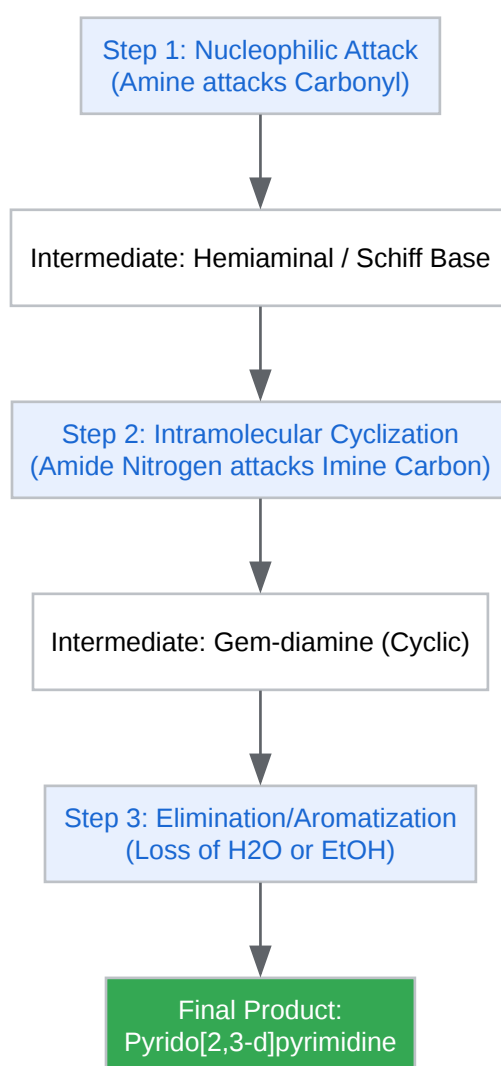 Step 1: Nucleophilic Attack
(Amine attacks Carbonyl)
Intermediate: Hemiaminal / Schiff Base
Step 2: Intramolecular Cyclization
(Amide Nitrogen attacks Imine Carbon)
Intermediate: Gem-diamine (Cyclic)
Step 3: Elimination/Aromatization
(Loss of H2O or EtOH)
Final Product:
Pyrido[2,3-d]pyrimidine